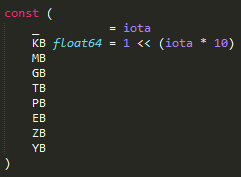 const (
    _           = iota
    KB float64 = 1 << (iota * 10)
    MB
    GB
    TB
    PB
    EB
    ZB
    YB
)